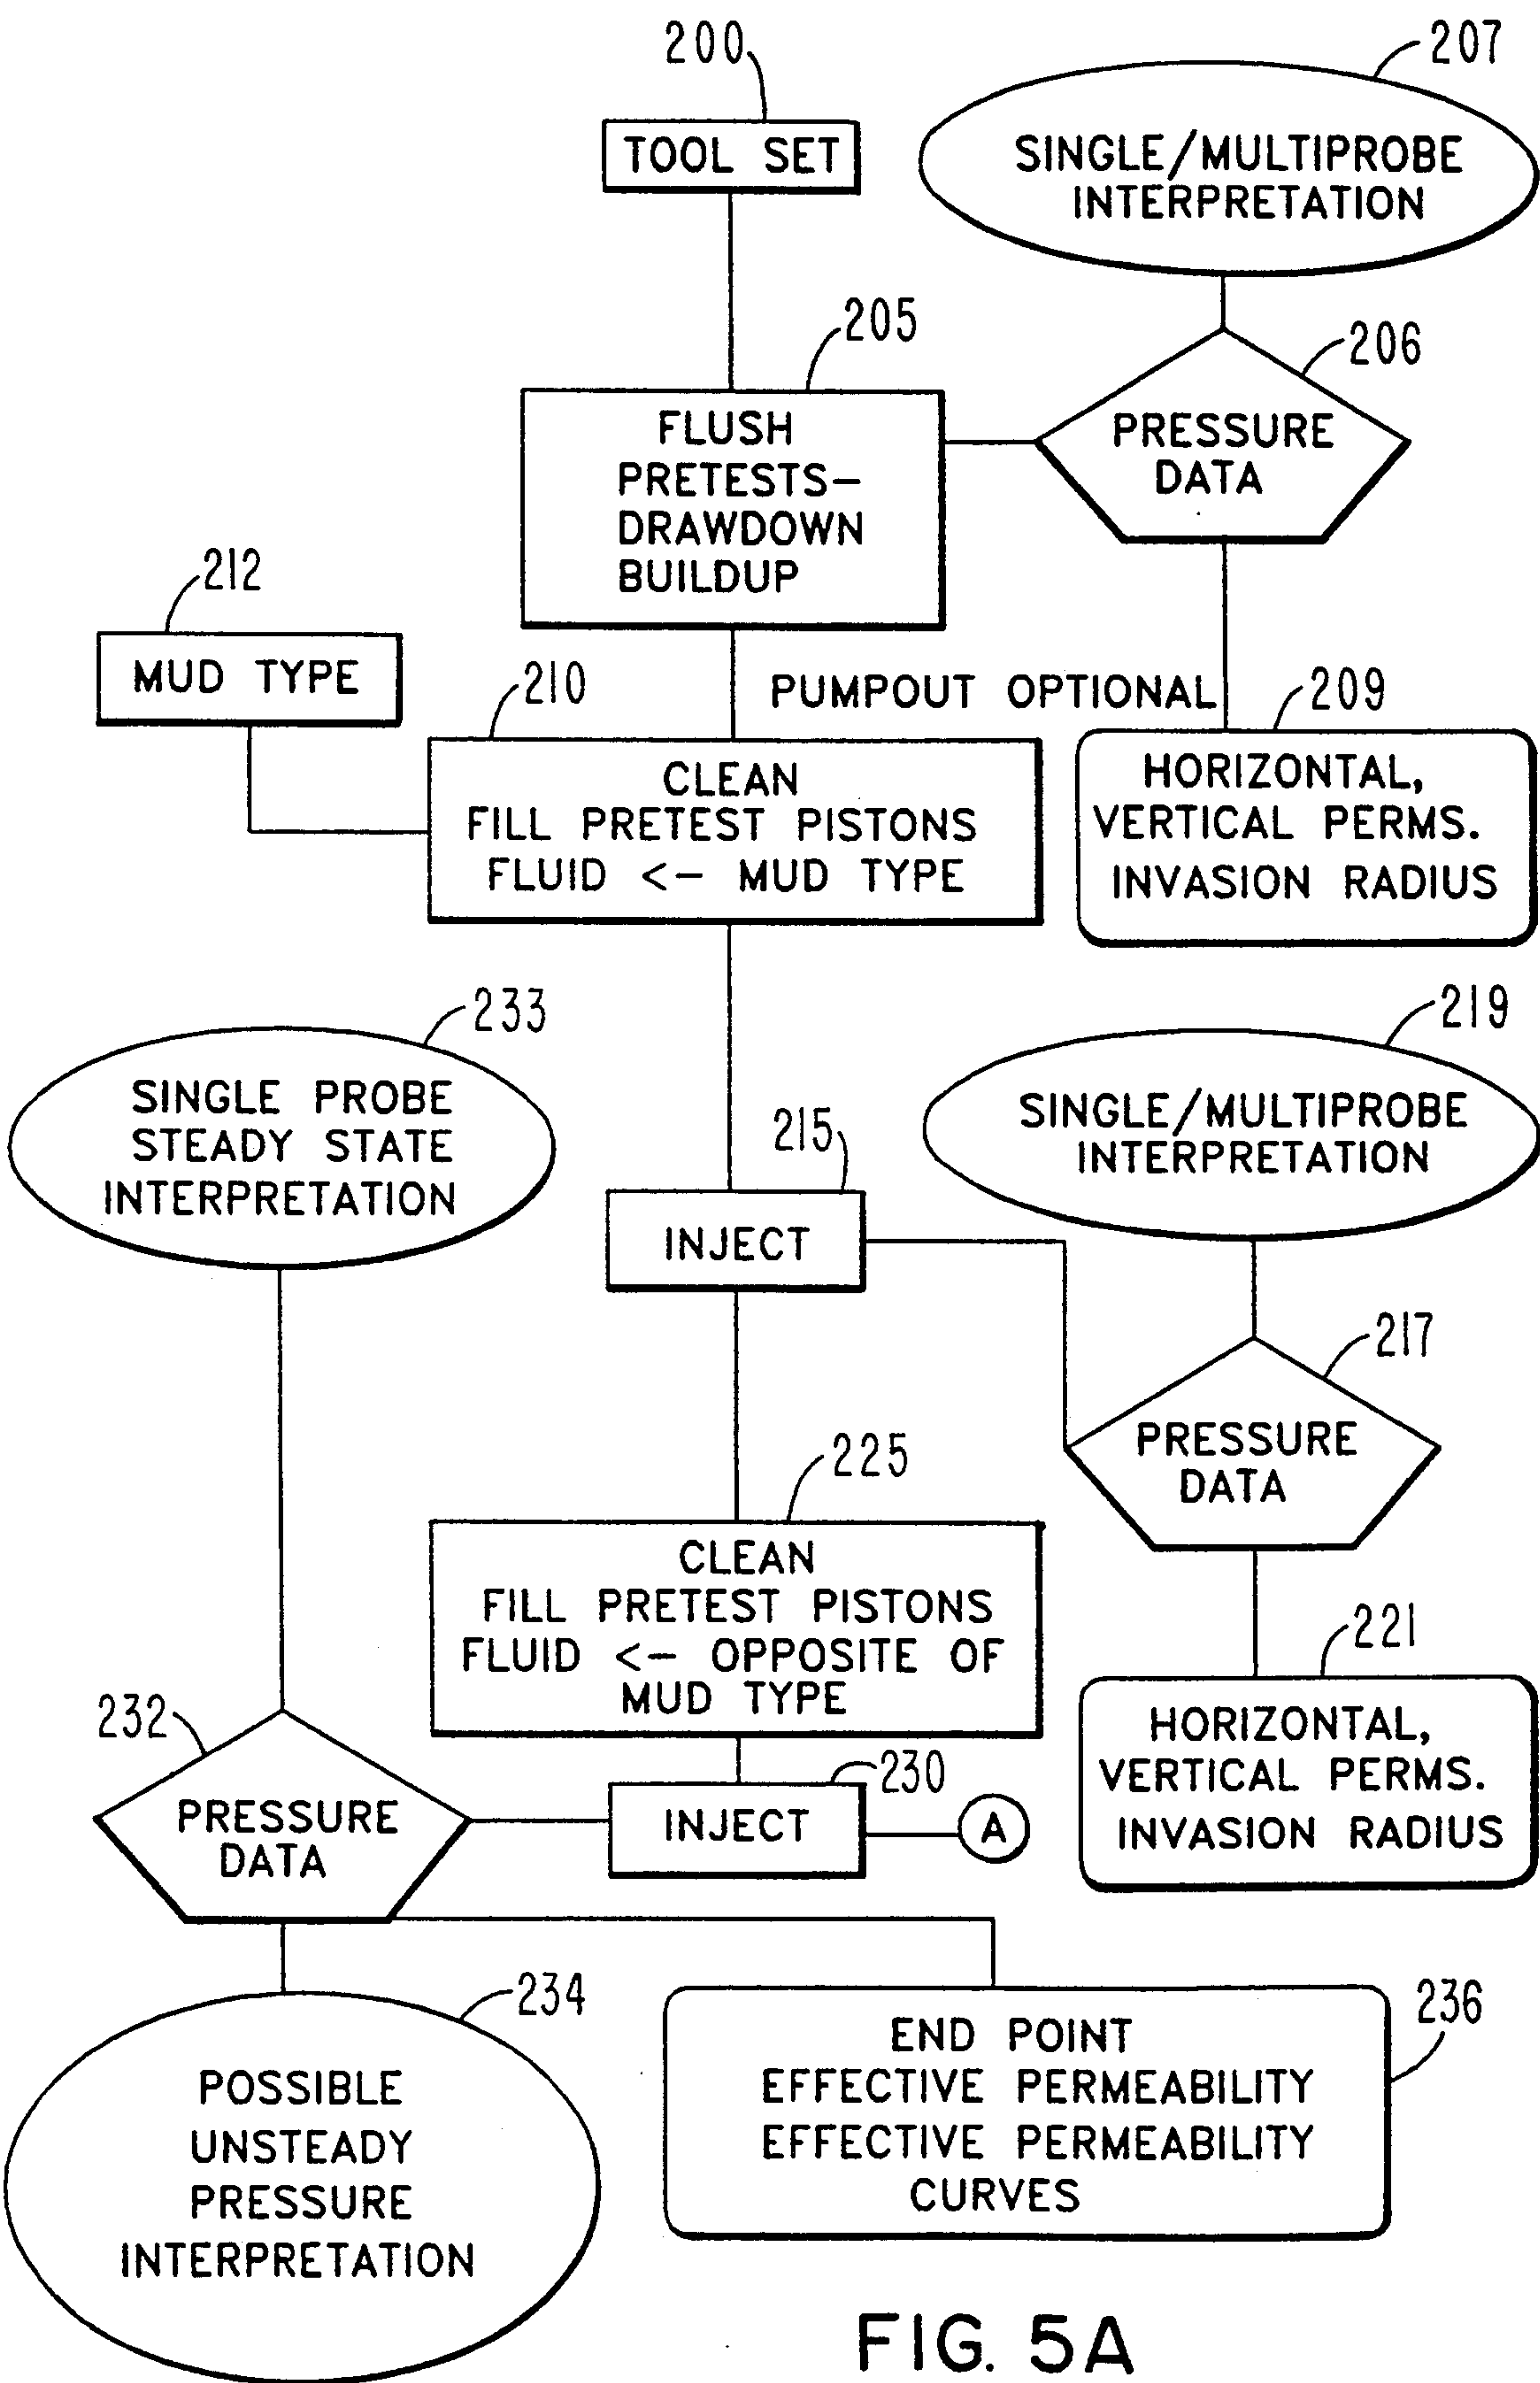 200
207
TOOL SET
SINGLE/MULTIPROBE
INTERPRETATION
205
206
FLUSH
PRETESTS-
DRAWDOWN
BUILDUP
PRESSURE
DATA
212
MUD TYPE
210
PUMPOUT OPTIONAL
209
CLEAN
FILL PRETEST PISTONS
FLUID <- MUD TYPE
HORIZONTAL,
VERTICAL PERMS.
INVASION RADIUS
233
219
SINGLE PROBE
STEADY STATE
INTERPRETATION
215
SINGLE/MULTIPROBE
INTERPRETATION
INJECT
217
PRESSURE
DATA
225
CLEAN
FILL PRETEST PISTONS
FLUID <- OPPOSITE OF
MUD TYPE
221
HORIZONTAL,
VERTICAL PERMS.
INVASION RADIUS
232
230
PRESSURE
DATA
INJECT
A
234
236
POSSIBLE
UNSTEADY
PRESSURE
INTERPRETATION
END POINT
EFFECTIVE PERMEABILITY
EFFECTIVE PERMEABILITY
CURVES
FIG. 5A